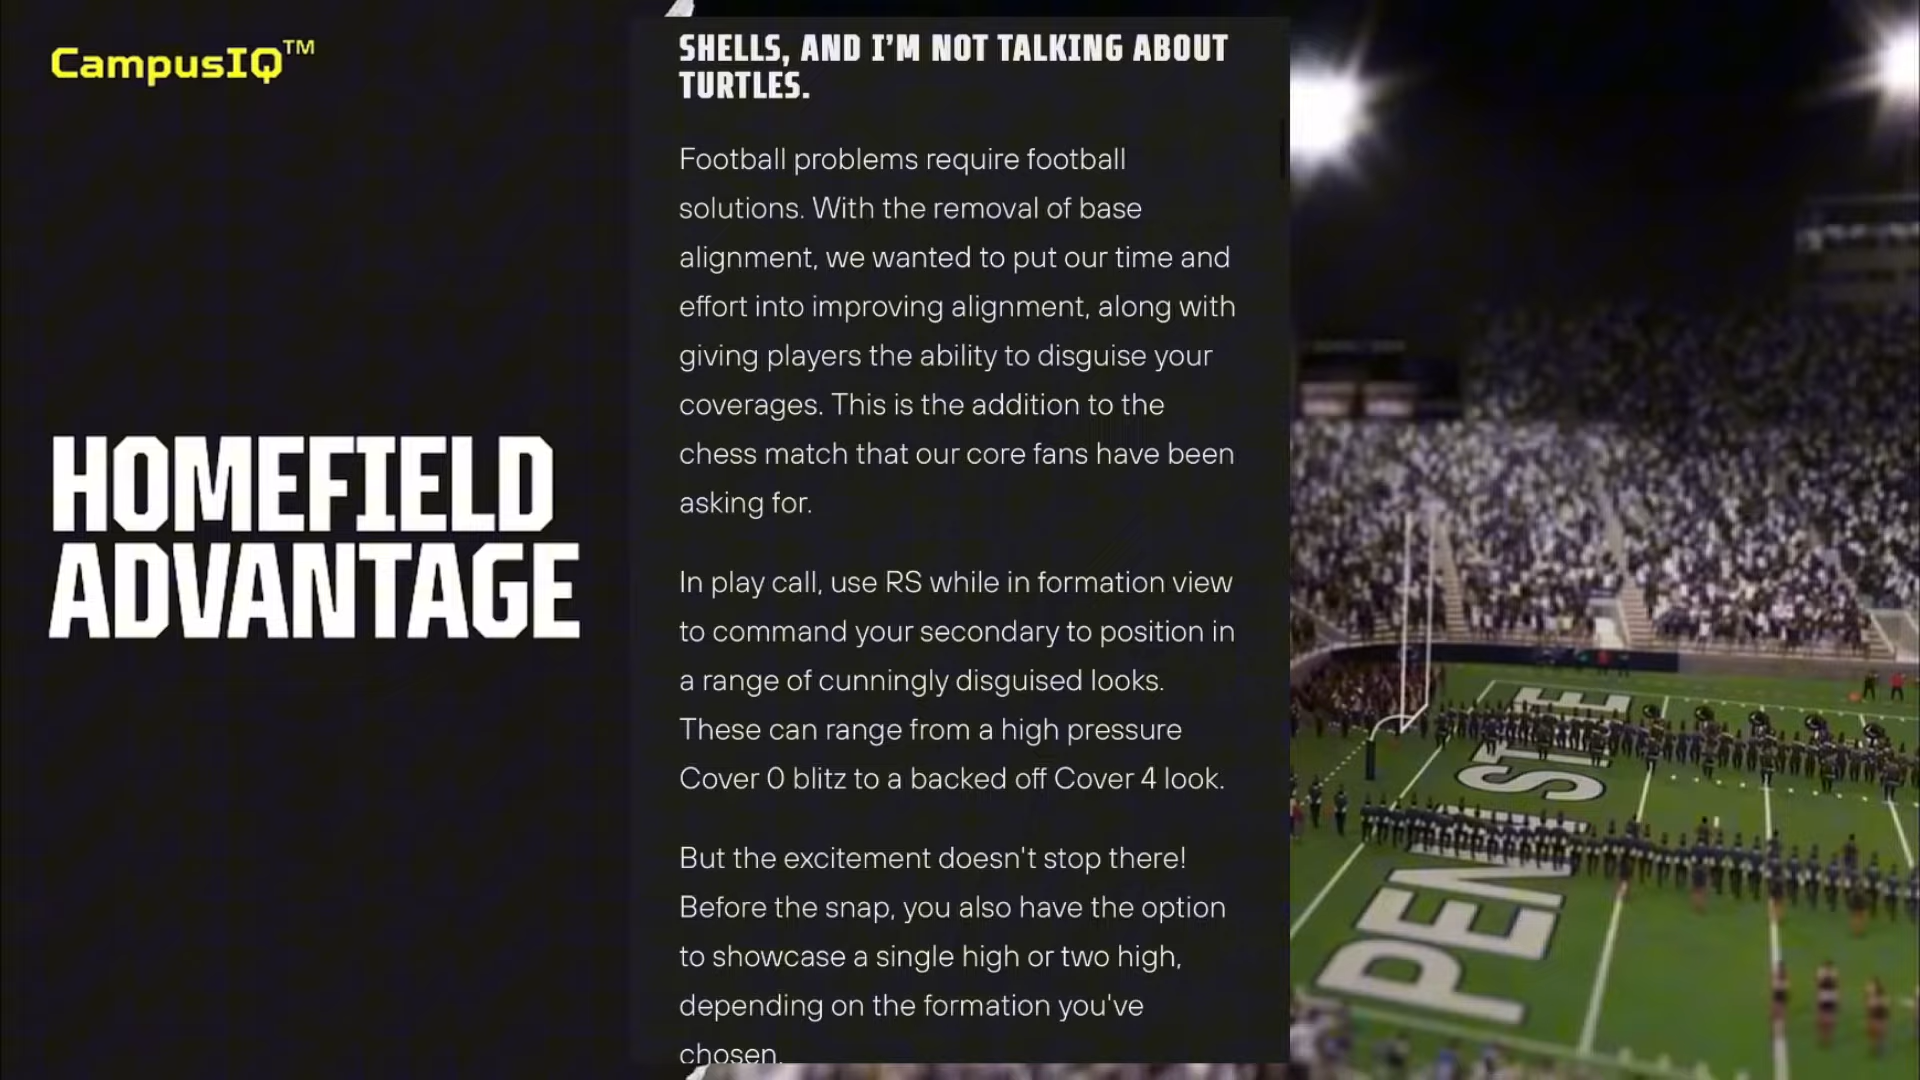 CampusIQ™
HOMEFIELD
ADVANTAGE
SHELLS, AND I'M NOT TALKING ABOUT
TURTLES.
Football problems require football
solutions. With the removal of base
alignment, we wanted to put our time and
effort into improving alignment, along with
giving players the ability to disguise your
coverages. This is the addition to the
chess match that our core fans have been
asking for.
In play call, use RS while in formation view
to command your secondary to position in
a range of cunningly disguised looks.
These can range from a high pressure
Cover 0 blitz to a backed off Cover 4 look.
But the excitement doesn't stop there!
Before the snap, you also have the option
to showcase a single high or two high,
depending on the formation you've
chosen.
PENN STATE